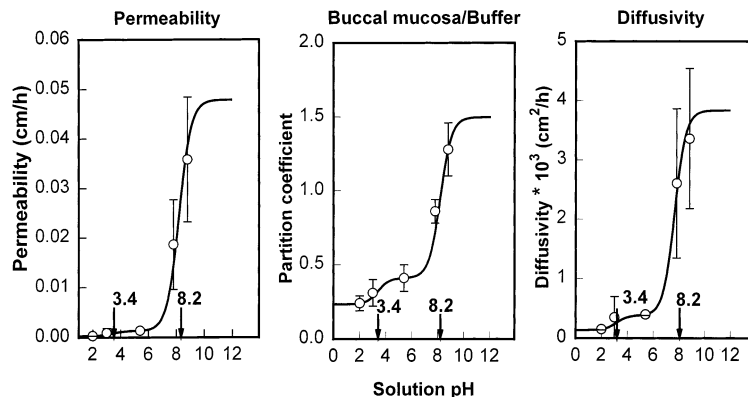 Permeability
Buccal mucosa/Buffer
Diffusivity
Permeability (cm/h)
0.06
0.05
0.04
0.03
0.02
0.01
0.00
3.4
8.2
2 4 6 8 10 12
Partition coefficient
2.0
1.5
1.0
0.5
0.0
3.4
8.2
0 2 4 6 8 10 12
Diffusivity * 10³ (cm²/h)
5
4
3
2
1
0
3.4
8.2
0 2 4 6 8 10 12
Solution pH